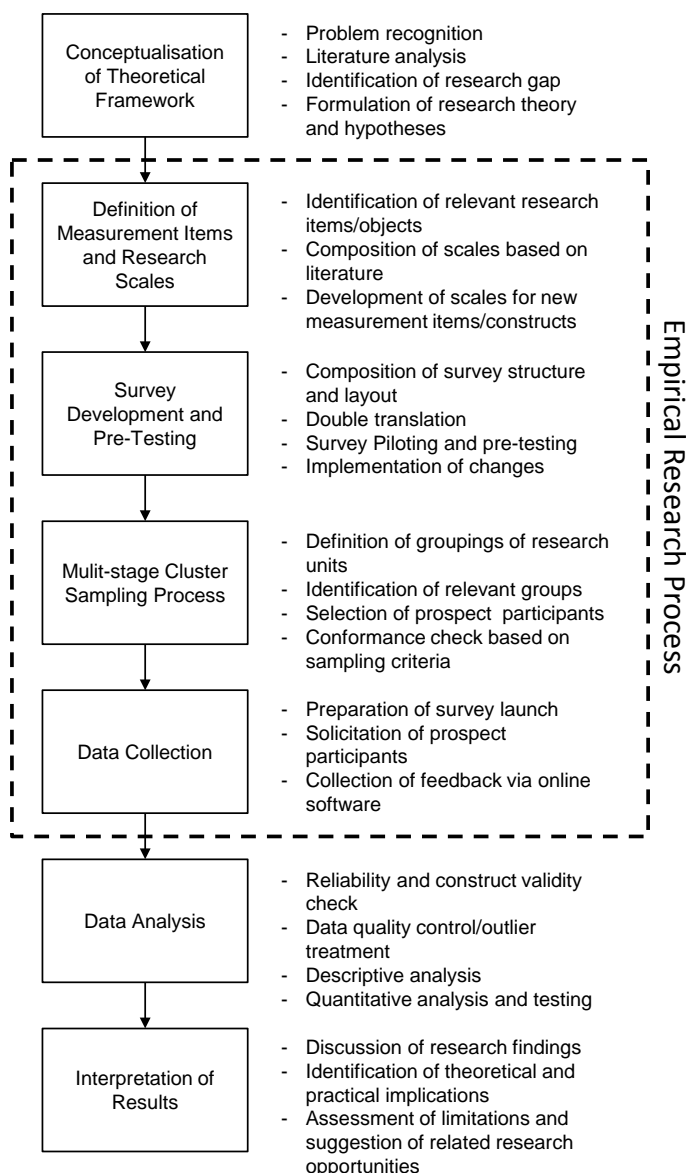 Conceptualisation
of Theoretical
Framework
- Problem recognition
- Literature analysis
- Identification of research gap
- Formulation of research theory
and hypotheses
Definition of
Measurement Items
and Research
Scales
- Identification of relevant research
items/objects
- Composition of scales based on
literature
- Development of scales for new
measurement items/constructs
Survey
Development and
Pre-Testing
- Composition of survey structure
and layout
- Double translation
- Survey Piloting and pre-testing
- Implementation of changes
Mulit-stage Cluster
Sampling Process
- Definition of groupings of research
units
- Identification of relevant groups
- Selection of prospect participants
- Conformance check based on
sampling criteria
Data Collection
- Preparation of survey launch
- Solicitation of prospect
participants
- Collection of feedback via online
software
Empirical Research Process
Data Analysis
- Reliability and construct validity
check
- Data quality control/outlier
treatment
- Descriptive analysis
- Quantitative analysis and testing
Interpretation of
Results
- Discussion of research findings
- Identification of theoretical and
practical implications
- Assessment of limitations and
suggestion of related research
opportunities